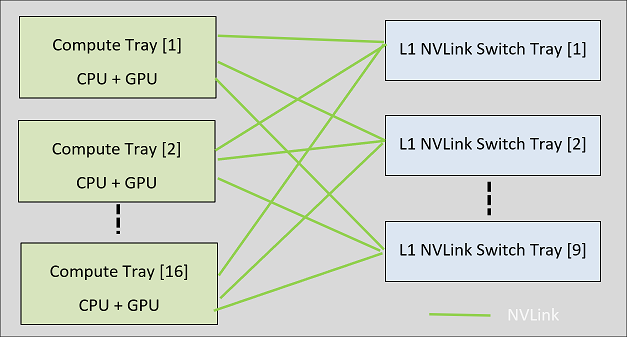 Compute Tray [1]
CPU + GPU
L1 NVLink Switch Tray [1]
Compute Tray [2]
CPU + GPU
L1 NVLink Switch Tray [2]
Compute Tray [16]
CPU + GPU
L1 NVLink Switch Tray [9]
NVLink